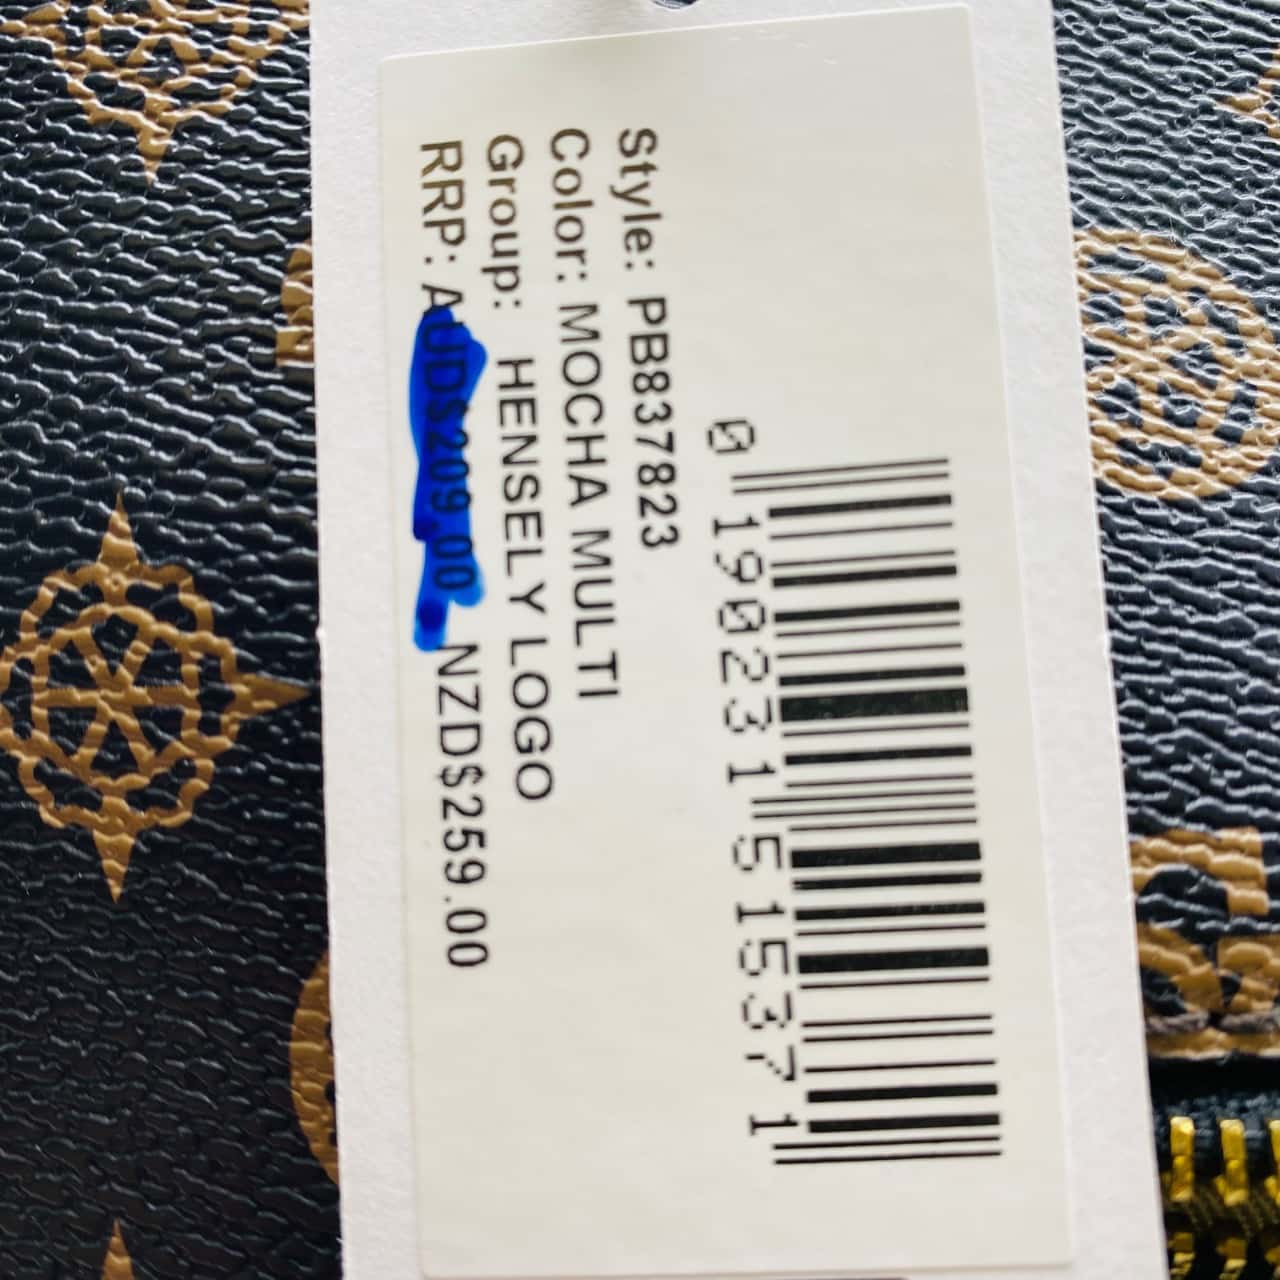 0 190231 515371
Style: PB837823
Color: MOCHA MULTI
Group: HENSELY LOGO
RRP: AUD$209.00 NZD$259.00